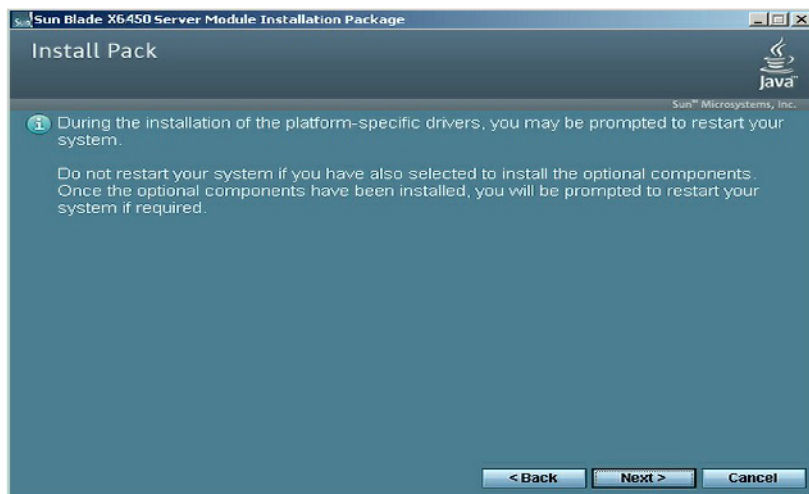 Sun Blade X6450 Server Module Installation Package
Install Pack
Java™
Sun™ Microsystems, Inc.
During the installation of the platform-specific drivers, you may be prompted to restart your
system.
Do not restart your system if you have also selected to install the optional components.
Once the optional components have been installed, you will be prompted to restart your
system if required.
< Back
Next >
Cancel